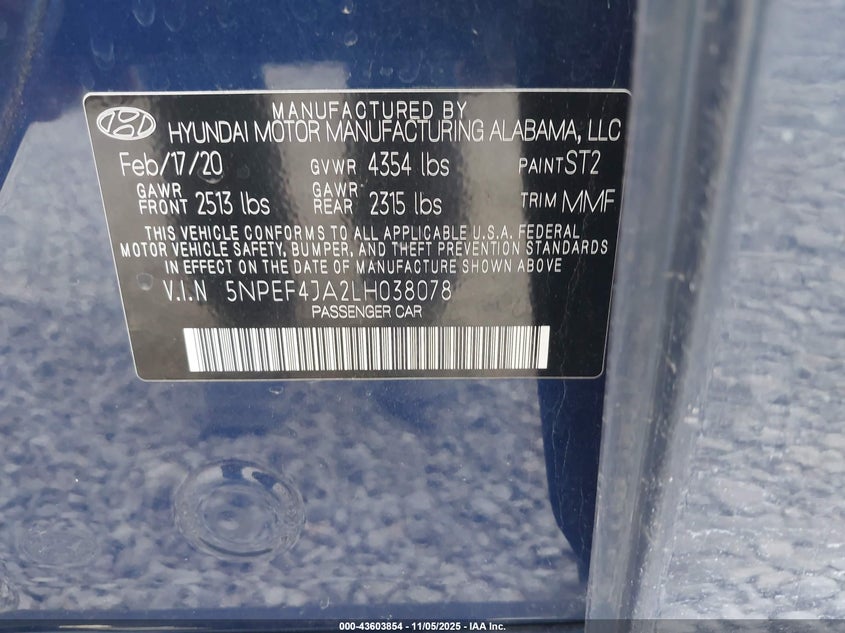 MANUFACTURED BY
HYUNDAI MOTOR MANUFACTURING ALABAMA, LLC
Feb/17/20 GVWR 4354 lbs PAINT ST2
GAWR FRONT 2513 lbs GAWR REAR 2315 lbs TRIM MMF
THIS VEHICLE CONFORMS TO ALL APPLICABLE U.S.A. FEDERAL
MOTOR VEHICLE SAFETY, BUMPER, AND THEFT PREVENTION STANDARDS
IN EFFECT ON THE DATE OF MANUFACTURE SHOWN ABOVE
V.I.N 5NPEF4JA2LH038078
PASSENGER CAR
000-43603854 - 11/05/2025 - IAA Inc.